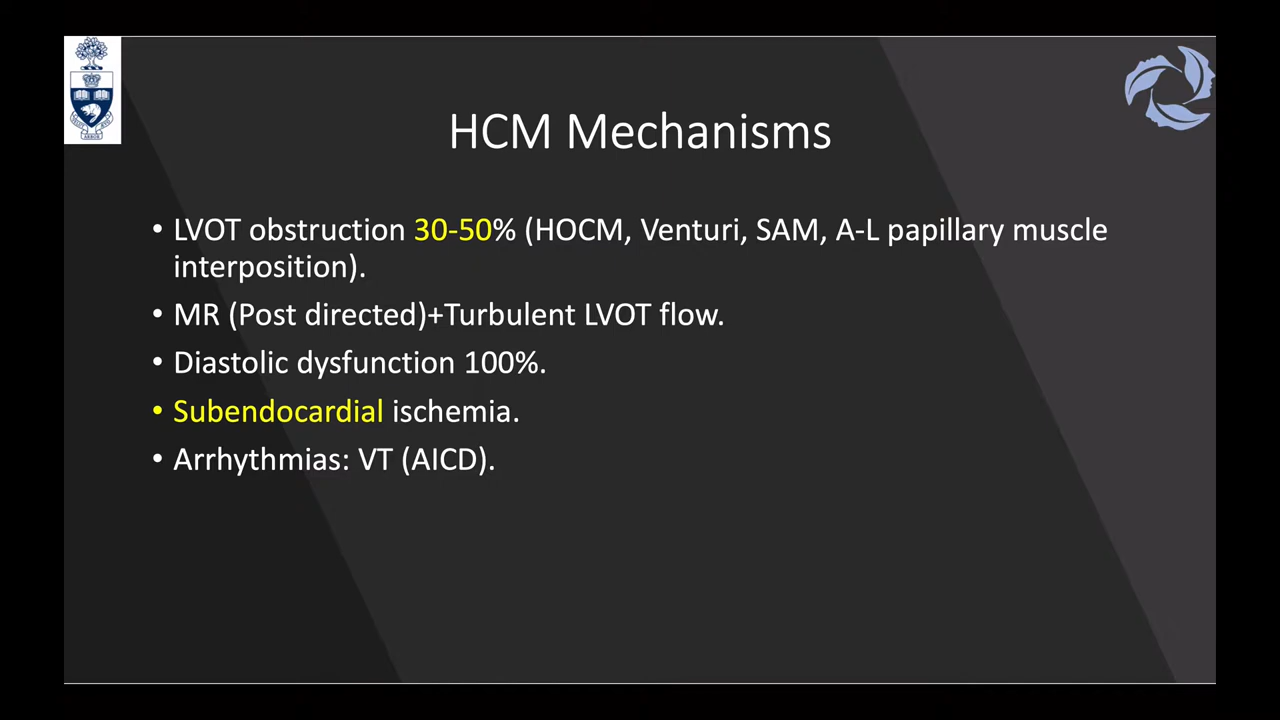 HCM Mechanisms
• LVOT obstruction 30-50% (HOCM, Venturi, SAM, A-L papillary muscle
interposition).
• MR (Post directed)+Turbulent LVOT flow.
• Diastolic dysfunction 100%.
• Subendocardial ischemia.
• Arrhythmias: VT (AICD).